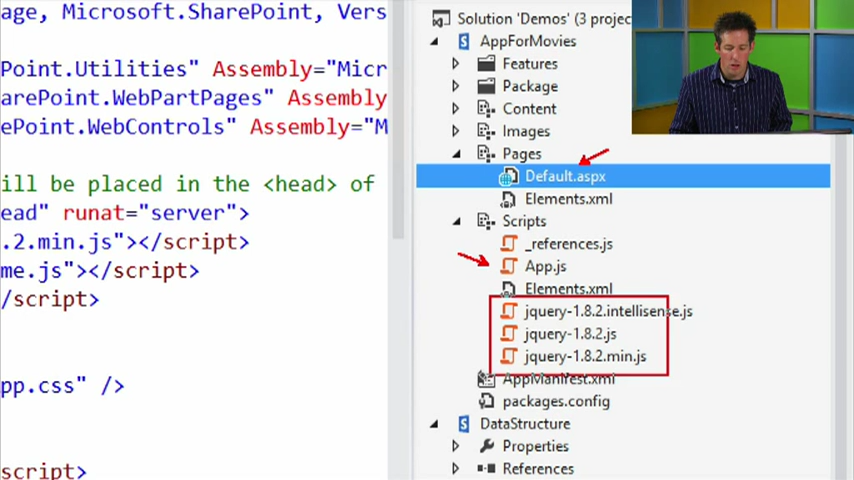 age, Microsoft.SharePoint, Vers
Point.Utilities" Assembly="Micr
arePoint.WebPartPages" Assembly
ePoint.WebControls" Assembly="M
ill be placed in the <head> of
ead" runat="server">
.2.min.js"></script>
me.js"></script>
/script>
pp.css" />
script>
Solution 'Demos' (3 projec
AppForMovies
Features
Package
Content
Images
Pages
Default.aspx
Elements.xml
Scripts
_references.js
App.js
Elements.xml
jquery-1.8.2.intellisense.js
jquery-1.8.2.js
jquery-1.8.2.min.js
AppManifest.xml
packages.config
DataStructure
Properties
References